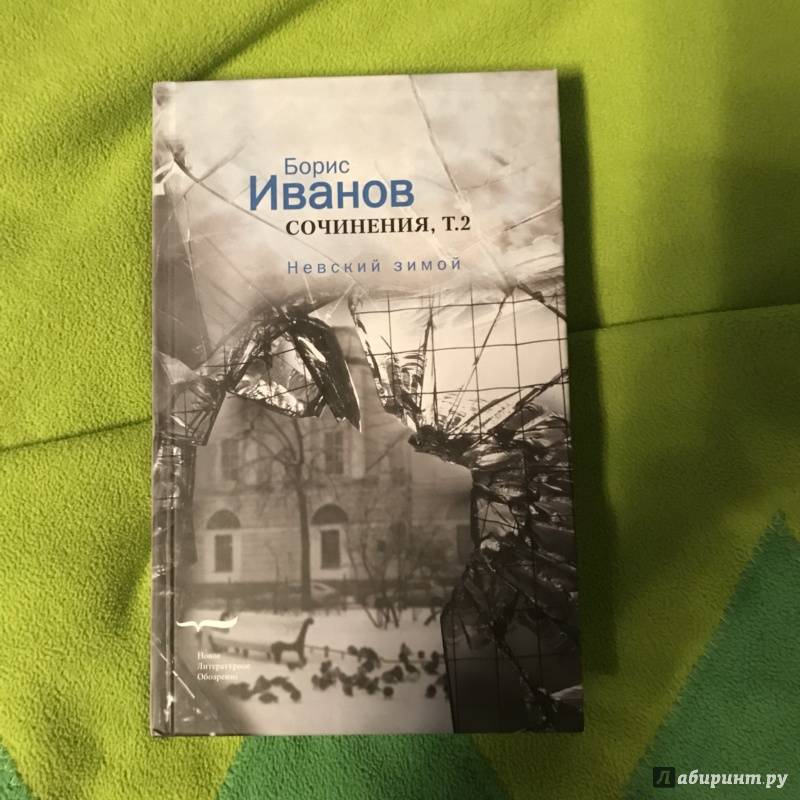 Борис
Иванов
СОЧИНЕНИЯ, Т.2
Невский зимой
Новое
Литературное
Обозрение
Лабиринт.ру